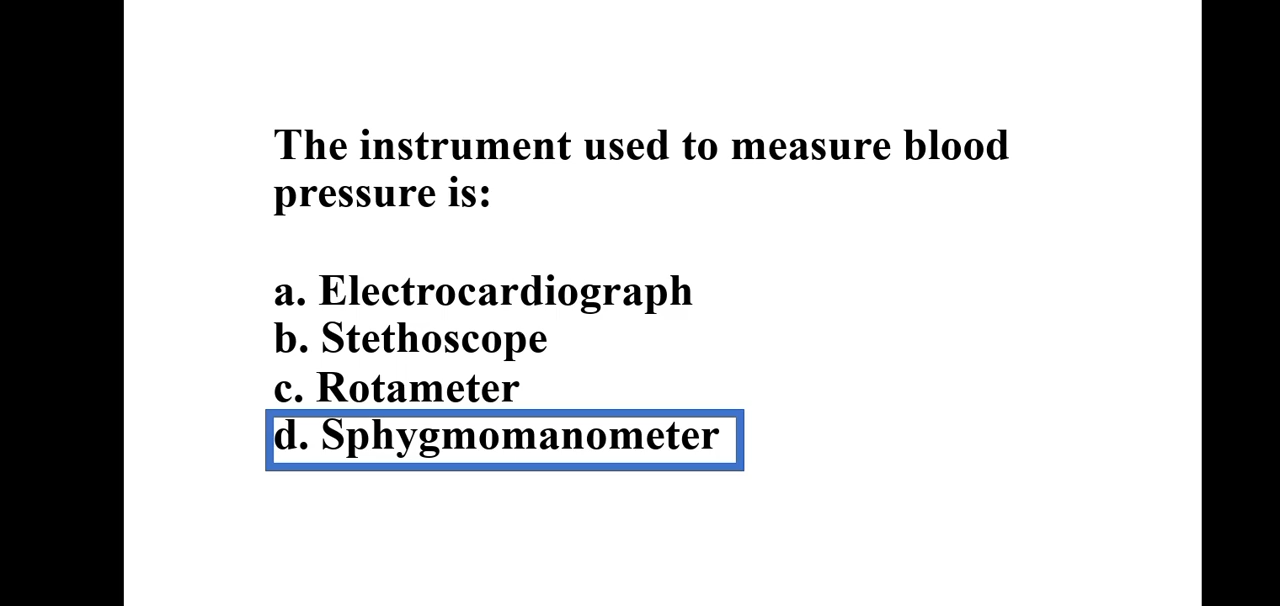 The instrument used to measure blood
pressure is:
a. Electrocardiograph
b. Stethoscope
c. Rotameter
d. Sphygmomanometer